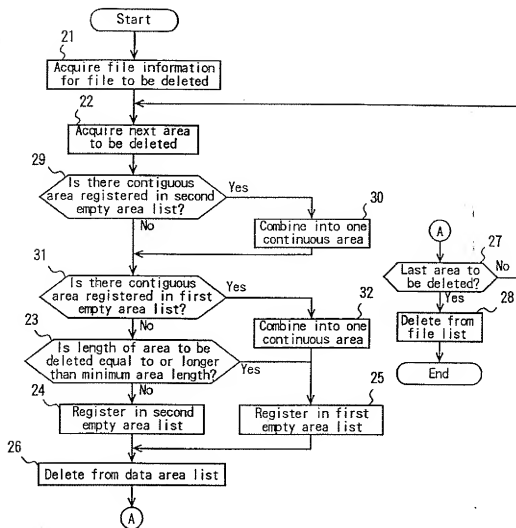 Start
21
Acquire file information
for file to be deleted
22
Acquire next area
to be deleted
29
Is there contiguous
area registered in second
empty area list?
Yes
No
30
Combine into one
continuous area
31
Is there contiguous
area registered in first
empty area list?
Yes
No
32
Combine into one
continuous area
23
Is length of area to be
deleted equal to or longer
than minimum area length?
Yes
No
24
Register in second
empty area list
25
Register in first
empty area list
26
Delete from data area list
A
A
27
Last area to
be deleted?
No
Yes
28
Delete from
file list
End